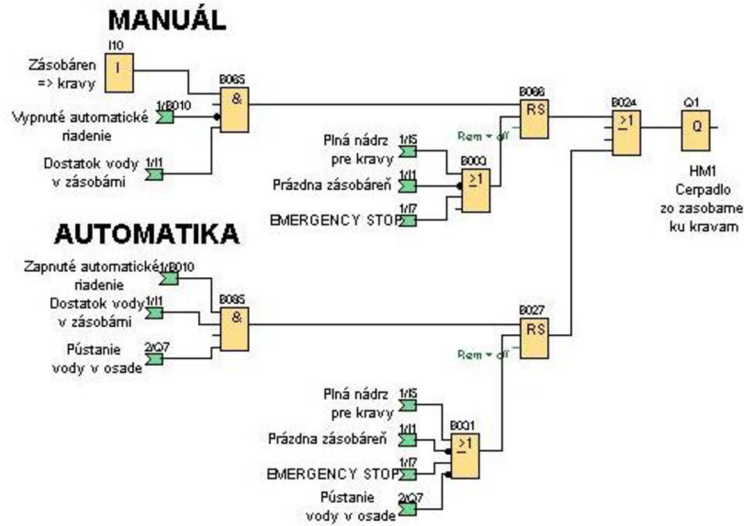 MANUÁL
I10
Zásobáren
=> kravy
I
B065
&
1/B010
Vypnuté automatické
riadenie
Dostatok vody 1/I1
v zásobárni
B066
RS
Rem = off
B024
>1
Q1
Q
HM1
Cerpadlo
zo zasobarne
ku kravam
Plná nádrz 1/I5
pre kravy
B003
>1
Prázdna zásobáreň 1/I1
1/I7
EMERGENCY STOP
AUTOMATIKA
Zapnuté automatické 1/B010
riadenie
Dostatok vody 1/I1
v zásobárni
B085
&
Pústanie 2/Q7
vody v osade
B027
RS
Rem = off
Plná nádrz 1/I5
pre kravy
B031
>1
Prázdna zásobáreň 1/I1
1/I7
EMERGENCY STOP
Pústanie 2/Q7
vody v osade